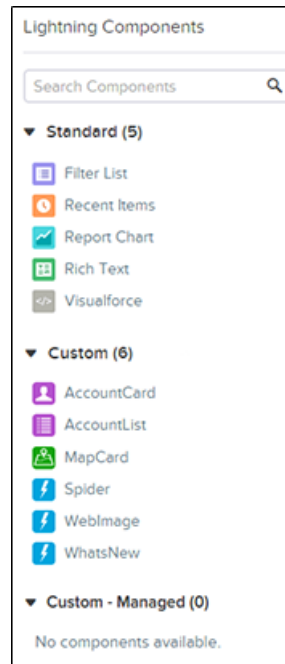 Lightning Components
Search Components
Standard (5)
Filter List
Recent Items
Report Chart
Rich Text
Visualforce
Custom (6)
AccountCard
AccountList
MapCard
Spider
WebImage
WhatsNew
Custom - Managed (0)
No components available.